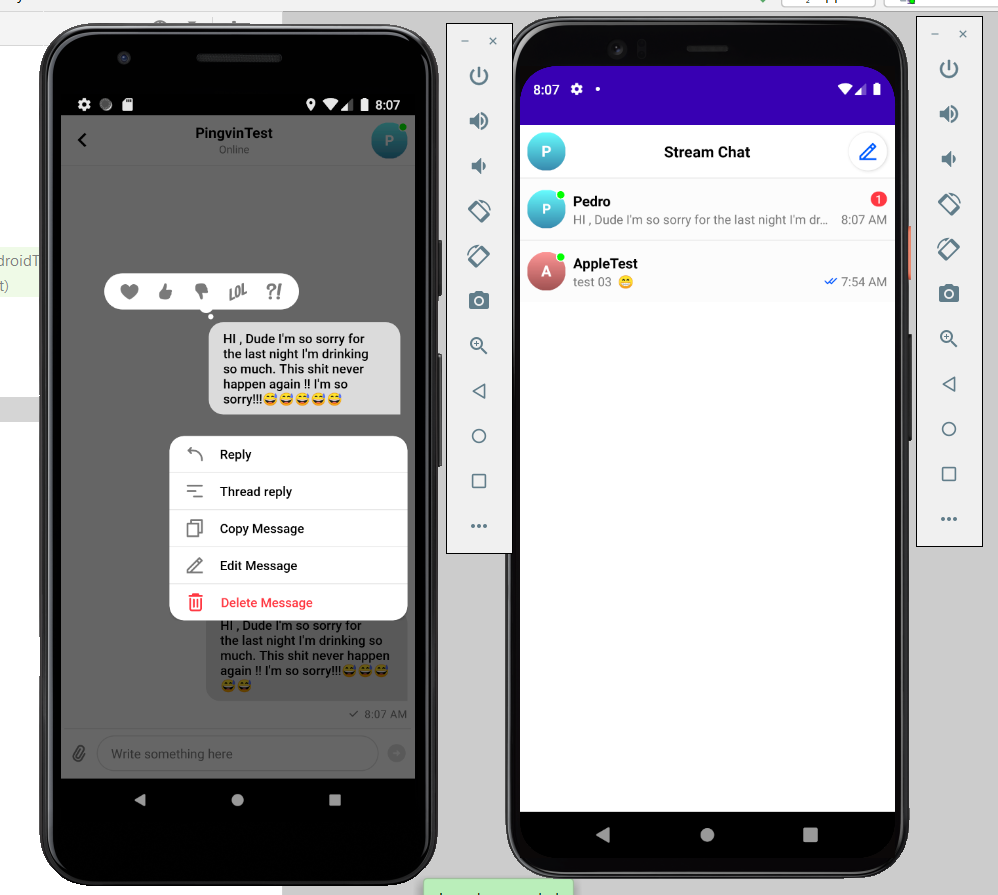 droidT
t)
8:07
P
PingvinTest
Online
LOL
?!
HI , Dude I'm so sorry for
the last night I'm drinking
so much. This shit never
happen again !! I'm so
sorry!!!😅😅😅😅😅
Reply
Thread reply
Copy Message
Edit Message
Delete Message
HI , Dude I'm so sorry for
the last night I'm drinking so
much. This shit never happen
again !! I'm so sorry!!!😅😅😅
😅😅
8:07 AM
Write something here
8:07
P
Stream Chat
P
Pedro
1
HI , Dude I'm so sorry for the last night I'm dr...
8:07 AM
A
AppleTest
test 03 😁
7:54 AM